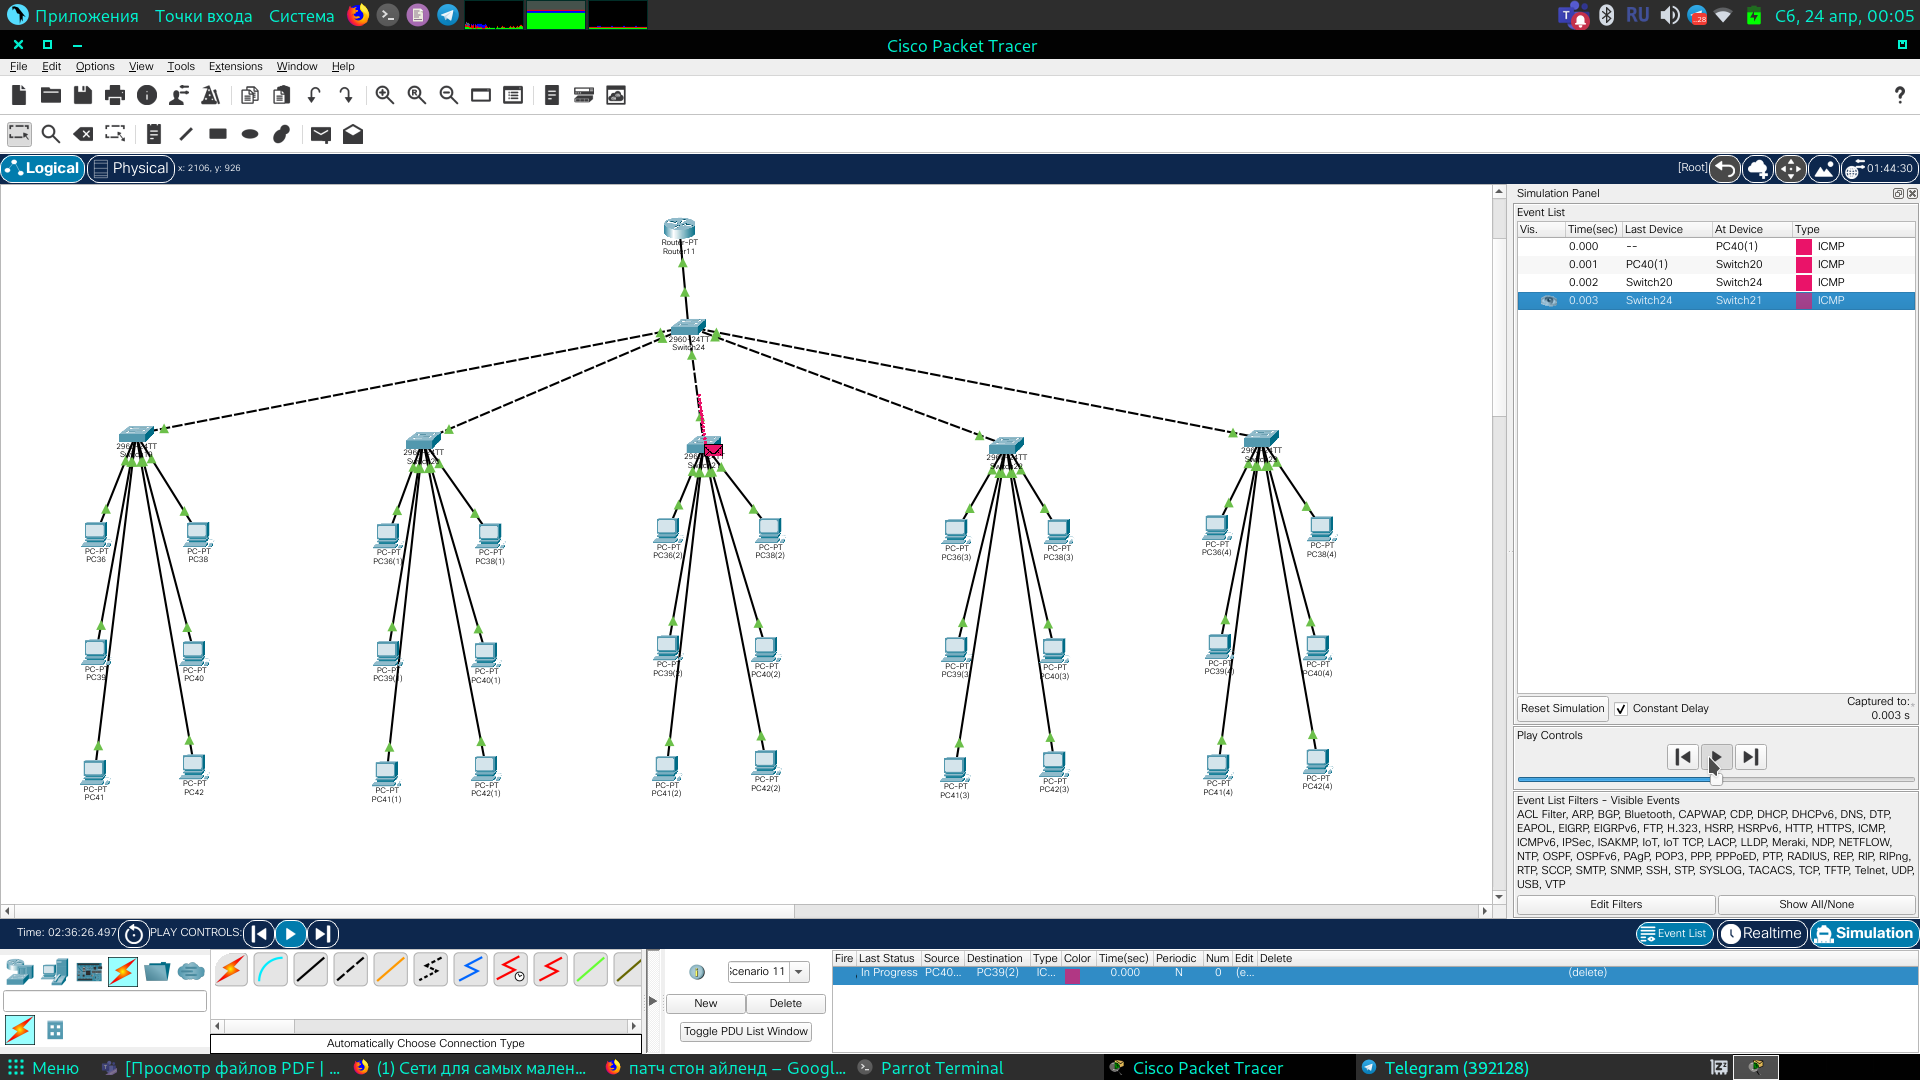 Приложения Точки входа Система RU Сб, 24 апр, 00:05
Cisco Packet Tracer
File Edit Options View Tools Extensions Window Help
Logical Physical x: 2106, y: 926 [Root] 01:44:30
Router-PT
Router11
2960-24TT
Switch24
PC-PT
PC36
PC-PT
PC38
PC-PT
PC36(1)
PC-PT
PC38(1)
PC-PT
PC36(2)
PC-PT
PC38(2)
PC-PT
PC36(3)
PC-PT
PC38(3)
PC-PT
PC36(4)
PC-PT
PC38(4)
PC-PT
PC39
PC-PT
PC40
PC-PT
PC39(1)
PC-PT
PC40(1)
PC-PT
PC39(2)
PC-PT
PC40(2)
PC-PT
PC39(3)
PC-PT
PC40(3)
PC-PT
PC39(4)
PC-PT
PC40(4)
PC-PT
PC41
PC-PT
PC42
PC-PT
PC41(1)
PC-PT
PC42(1)
PC-PT
PC41(2)
PC-PT
PC42(2)
PC-PT
PC41(3)
PC-PT
PC42(3)
PC-PT
PC41(4)
PC-PT
PC42(4)
Simulation Panel
Event List
Vis. Time(sec) Last Device At Device Type
0.000 -- PC40(1) ICMP
0.001 PC40(1) Switch20 ICMP
0.002 Switch20 Switch24 ICMP
0.003 Switch24 Switch21 ICMP
Reset Simulation Constant Delay Captured to:
0.003 s
Play Controls
Event List Filters - Visible Events
ACL Filter, ARP, BGP, Bluetooth, CAPWAP, CDP, DHCP, DHCPv6, DNS, DTP,
EAPOL, EIGRP, EIGRPv6, FTP, H.323, HSRP, HSRPv6, HTTP, HTTPS, ICMP,
ICMPv6, IPSec, ISAKMP, IoT, IoT TCP, LACP, LLDP, Meraki, NDP, NETFLOW,
NTP, OSPF, OSPFv6, PAgP, POP3, PPP, PPPoED, PTP, RADIUS, REP, RIP, RIPng,
RTP, SCCP, SMTP, SNMP, SSH, STP, SYSLOG, TACACS, TCP, TFTP, Telnet, UDP,
USB, VTP
Edit Filters Show All/None
Time: 02:36:26.497 PLAY CONTROLS: Event List Realtime Simulation
Scenario 11
New Delete
Toggle PDU List Window
Fire Last Status Source Destination Type Color Time(sec) Periodic Num Edit Delete
In Progress PC40... PC39(2) IC... 0.000 N 0 (e... (delete)
Automatically Choose Connection Type
Меню [Просмотр файлов PDF | ... (1) Сети для самых мален... патч стон айленд – Googl... Parrot Terminal Cisco Packet Tracer Telegram (392128)